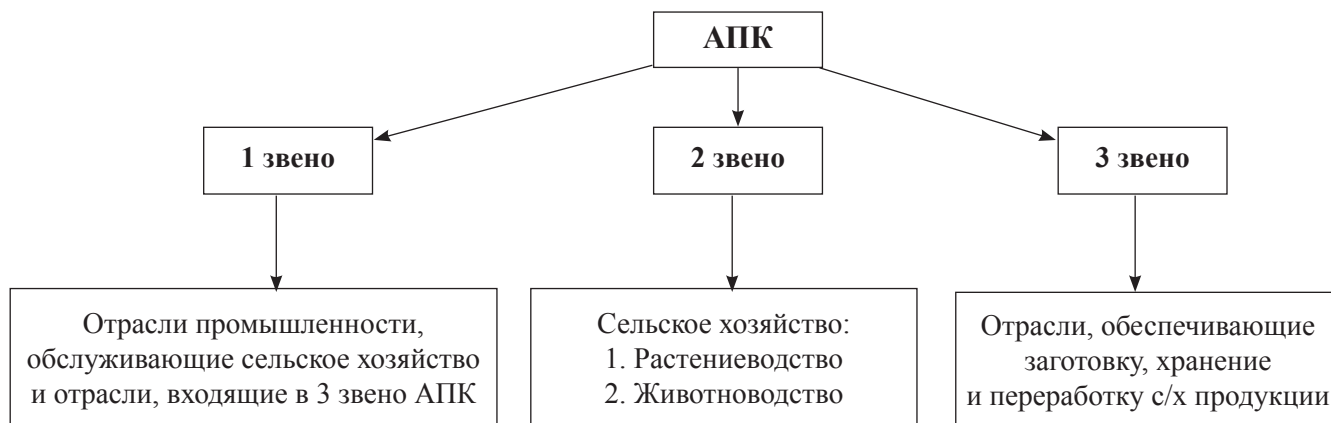 АПК
1 звено
2 звено
3 звено
Отрасли промышленности,
обслуживающие сельское хозяйство
и отрасли, входящие в 3 звено АПК
Сельское хозяйство:
1. Растениеводство
2. Животноводство
Отрасли, обеспечивающие
заготовку, хранение
и переработку с/х продукции